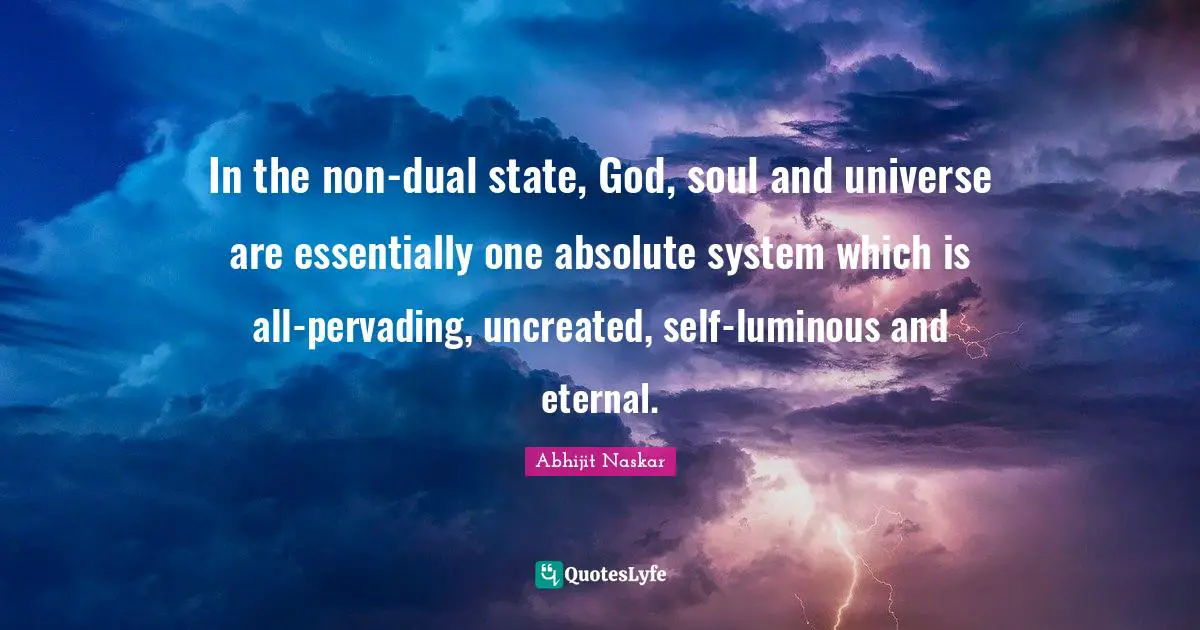 In the non-dual state, God, soul and universe
are essentially one absolute system which is
all-pervading, uncreated, self-luminous and
eternal.
Abhijit Naskar
QuotesLyfe